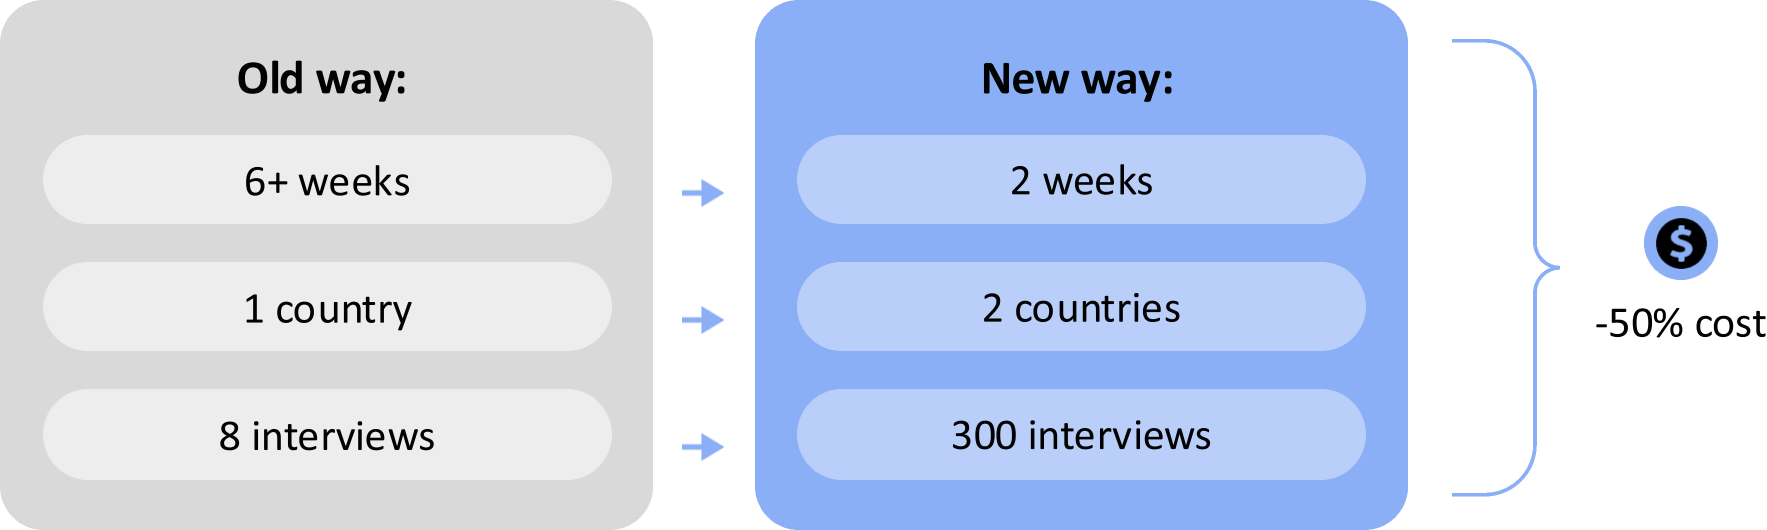 Old way:
6+ weeks
1 country
8 interviews
New way:
2 weeks
2 countries
300 interviews
$
-50% cost